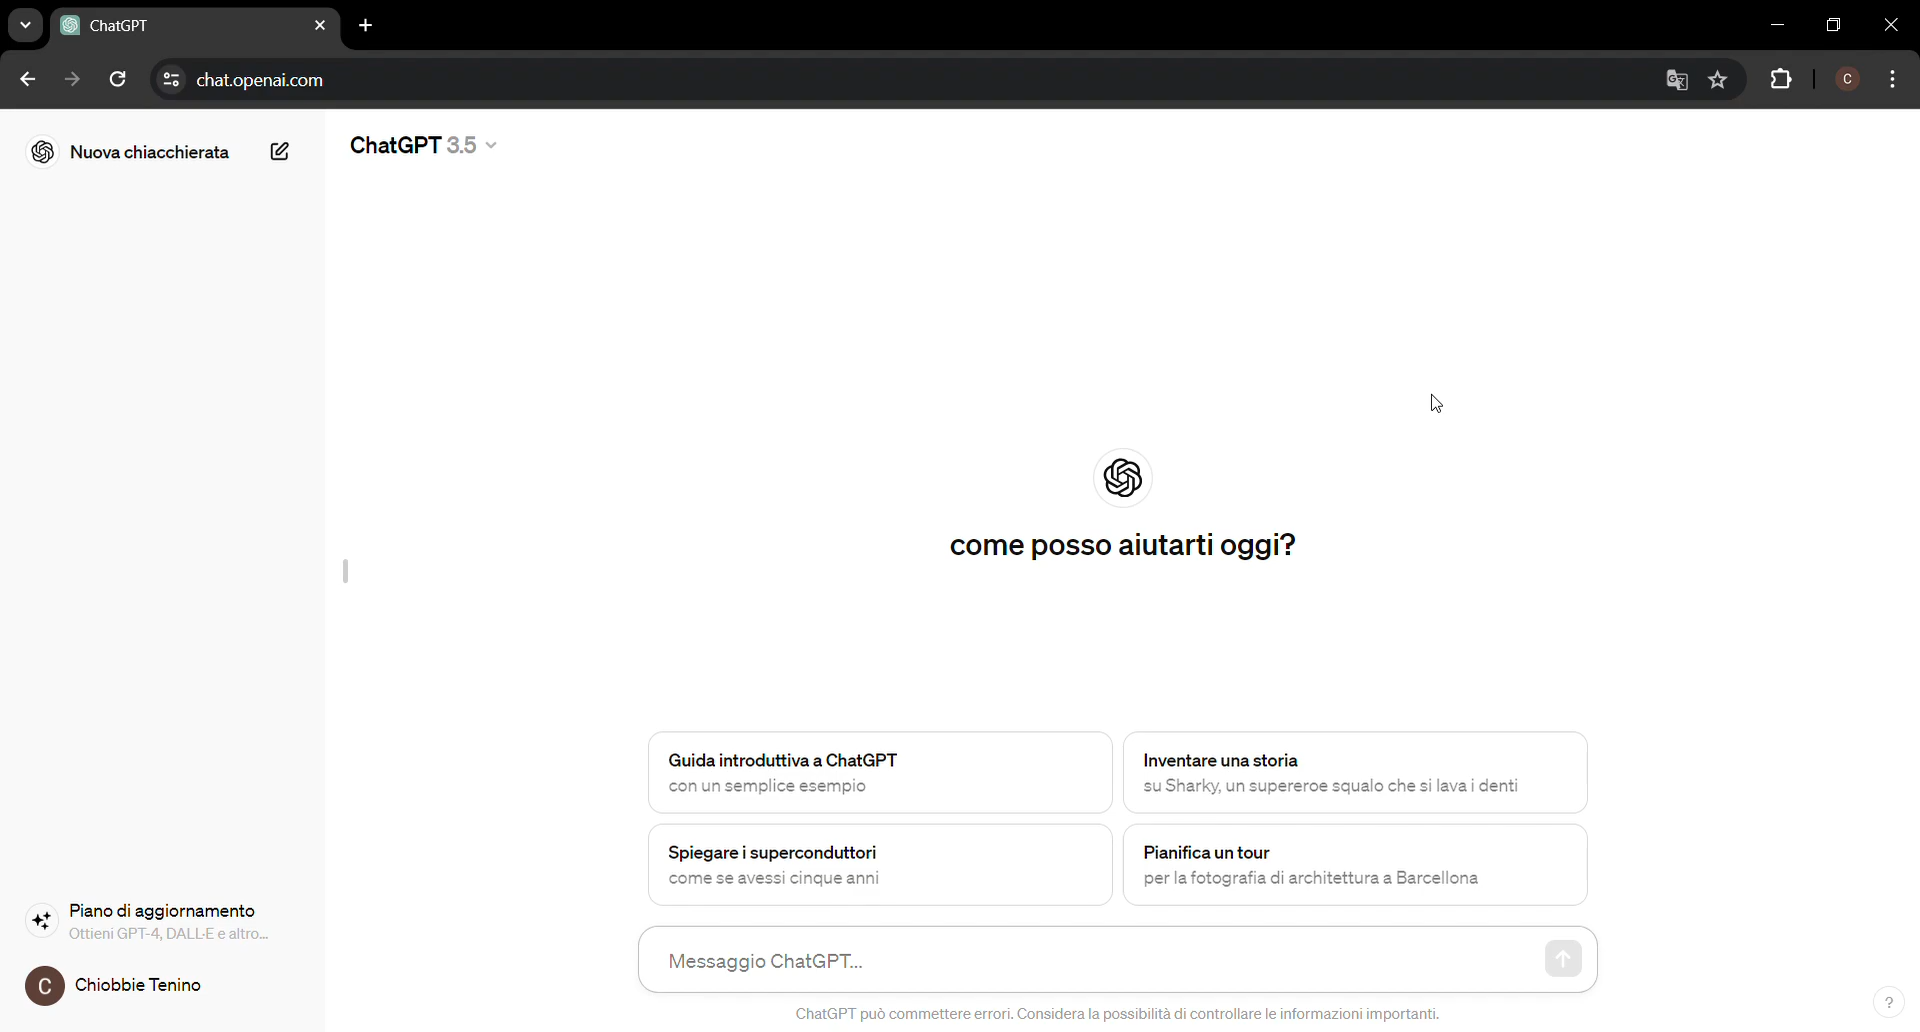 ChatGPT
chat.openai.com
C
Nuova chiacchierata
ChatGPT 3.5
come posso aiutarti oggi?
Guida introduttiva a ChatGPT
con un semplice esempio
Inventare una storia
su Sharky, un supereroe squalo che si lava i denti
Spiegare i superconduttori
come se avessi cinque anni
Pianifica un tour
per la fotografia di architettura a Barcellona
Piano di aggiornamento
Ottieni GPT-4, DALL·E e altro...
C
Chiobbie Tenino
Messaggio ChatGPT...
ChatGPT può commettere errori. Considera la possibilità di controllare le informazioni importanti.
?